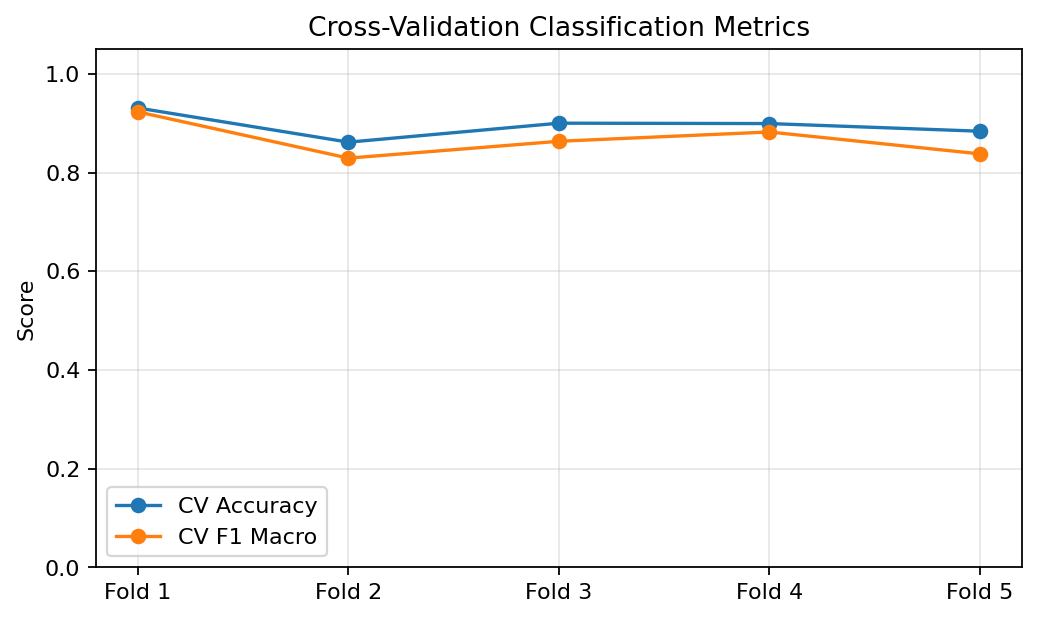 Cross-Validation Classification Metrics
1.0
0.8
0.6
0.4
0.2
0.0
Score
CV Accuracy
CV F1 Macro
Fold 1
Fold 2
Fold 3
Fold 4
Fold 5